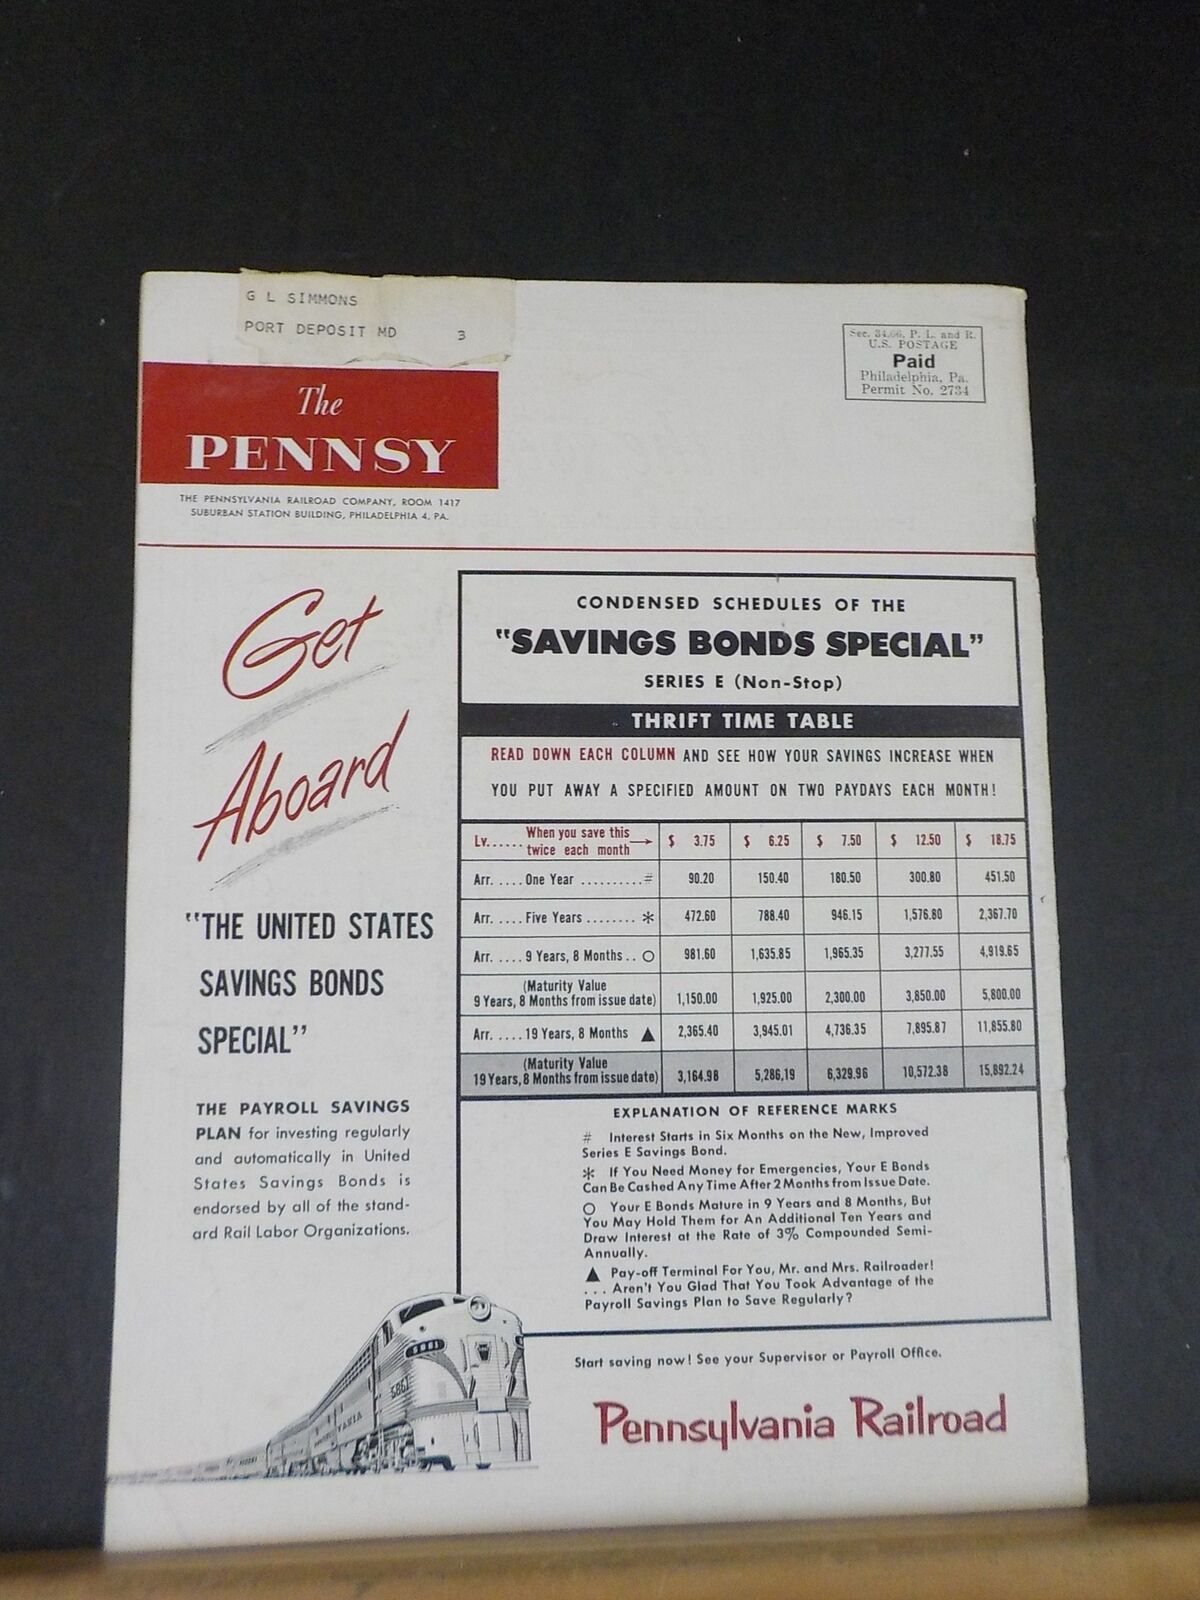 G L SIMMONS
PORT DEPOSIT MD 3
Sec. 34.66, P. L. and R.
U.S. POSTAGE
Paid
Philadelphia, Pa.
Permit No. 2734
The
PENNSY
THE PENNSYLVANIA RAILROAD COMPANY, ROOM 1417
SUBURBAN STATION BUILDING, PHILADELPHIA 4, PA.
Get
Aboard
"THE UNITED STATES
SAVINGS BONDS
SPECIAL"
THE PAYROLL SAVINGS
PLAN for investing regularly
and automatically in United
States Savings Bonds is
endorsed by all of the stand-
ard Rail Labor Organizations.
CONDENSED SCHEDULES OF THE
"SAVINGS BONDS SPECIAL"
SERIES E (Non-Stop)
THRIFT TIME TABLE
READ DOWN EACH COLUMN AND SEE HOW YOUR SAVINGS INCREASE WHEN
YOU PUT AWAY A SPECIFIED AMOUNT ON TWO PAYDAYS EACH MONTH!
Lv...... When you save this twice each month → $ 3.75 $ 6.25 $ 7.50 $ 12.50 $ 18.75
Arr. .... One Year ..........# 90.20 150.40 180.50 300.80 451.50
Arr. .... Five Years ........ * 472.60 788.40 946.15 1,576.80 2,367.70
Arr. .... 9 Years, 8 Months.. O 981.60 1,635.85 1,965.35 3,277.55 4,919.65
(Maturity Value
9 Years, 8 Months from issue date) 1,150.00 1,925.00 2,300.00 3,850.00 5,800.00
Arr. .... 19 Years, 8 Months ▲ 2,365.40 3,945.01 4,736.35 7,895.87 11,855.80
(Maturity Value
19 Years, 8 Months from issue date) 3,164.98 5,286.19 6,329.96 10,572.38 15,892.24
EXPLANATION OF REFERENCE MARKS
# Interest Starts in Six Months on the New, Improved
Series E Savings Bond.
* If You Need Money for Emergencies, Your E Bonds
Can Be Cashed Any Time After 2 Months from Issue Date.
O Your E Bonds Mature in 9 Years and 8 Months, But
You May Hold Them for An Additional Ten Years and
Draw Interest at the Rate of 3% Compounded Semi-
Annually.
▲ Pay-off Terminal For You, Mr. and Mrs. Railroader!
. . . Aren't You Glad That You Took Advantage of the
Payroll Savings Plan to Save Regularly?
5861
Start saving now! See your Supervisor or Payroll Office.
Pennsylvania Railroad